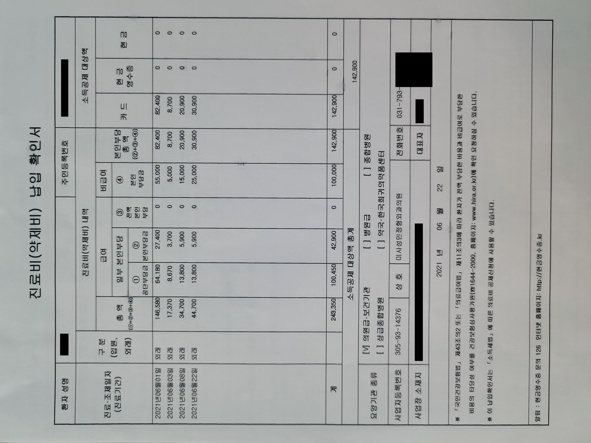 진료비(약제비) 납입 확인서
환자 성명
주민등록번호
진료·조제일자
(진료기간)
구 분
(입원,
외래)
진료비(약제비) 내역
소득공제 대상액
총 액
(①+②+③+④)
급여
비급여
본인부담
총 액
(②+③+④)
카 드
현 금
영수증
현 금
일부 본인부담
①
공단부담금
②
본인부담금
③
전액
본인
부담
④
본인
부담금
2021년06월01일 외래 146,580 64,180 27,400 0 55,000 82,400 82,400 0 0
2021년06월03일 외래 17,370 8,670 3,700 0 5,000 8,700 8,700 0 0
2021년06월08일 외래 34,700 13,800 5,900 0 15,000 20,900 20,900 0 0
2021년06월22일 외래 44,700 13,800 5,900 0 25,000 30,900 30,900 0 0
계 243,350 100,450 42,900 0 100,000 142,900 142,900 0 0
소득공제 대상액 총계 142,900
요양기관 종류 [V] 의원급·보건기관 [ ] 병원급 [ ] 종합병원
[ ] 상급종합병원 [ ] 약국·한국희귀의약품센터
사업자등록번호 305-93-14376 상 호 미사성인정형외과의원 전화번호 031-793-
사업장 소재지 대표자
2021 년 06 월 22 일
* 「국민건강보험법」 제43조의2 또는 「의료급여법」 제11조의3에 따라 환자가 전액 부담한 비용과 비급여로 부담한
비용의 타당성 여부를 건강보험심사평가원(☎1644-2000, 홈페이지: www.hira.or.kr)에 확인 요청하실 수 있습니다.
* 이 납입확인서는 「소득세법」에 따른 의료비 공제신청에 사용할 수 있습니다.
알림 : 현금영수증 문의 126 인터넷 홈페이지: http://현금영수증.kr